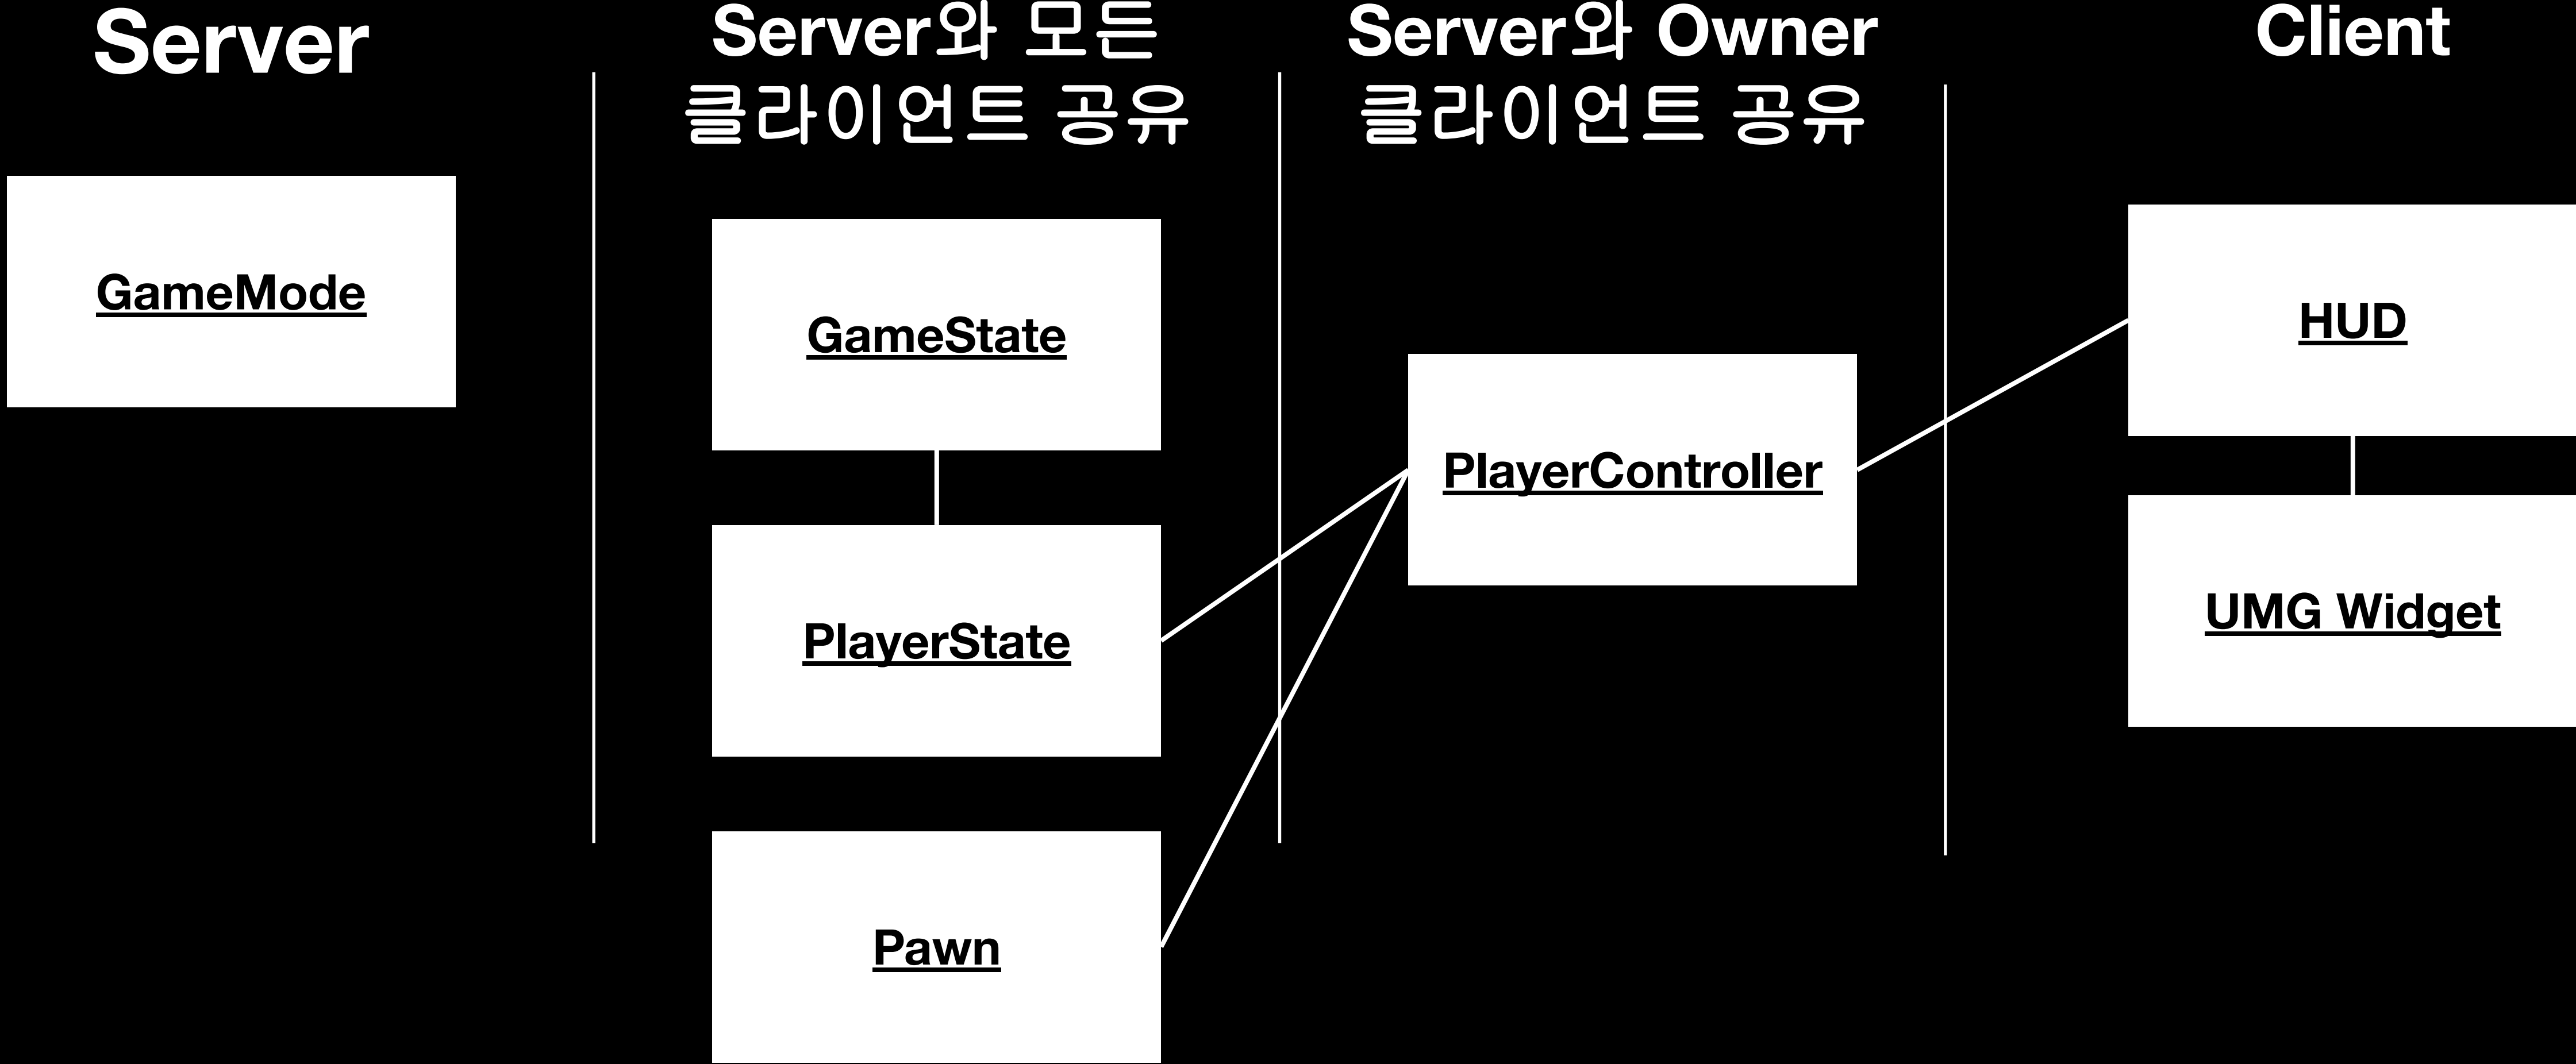 Server
Server와 모든
클라이언트 공유
Server와 Owner
클라이언트 공유
Client
GameMode
GameState
PlayerState
Pawn
PlayerController
HUD
UMG Widget